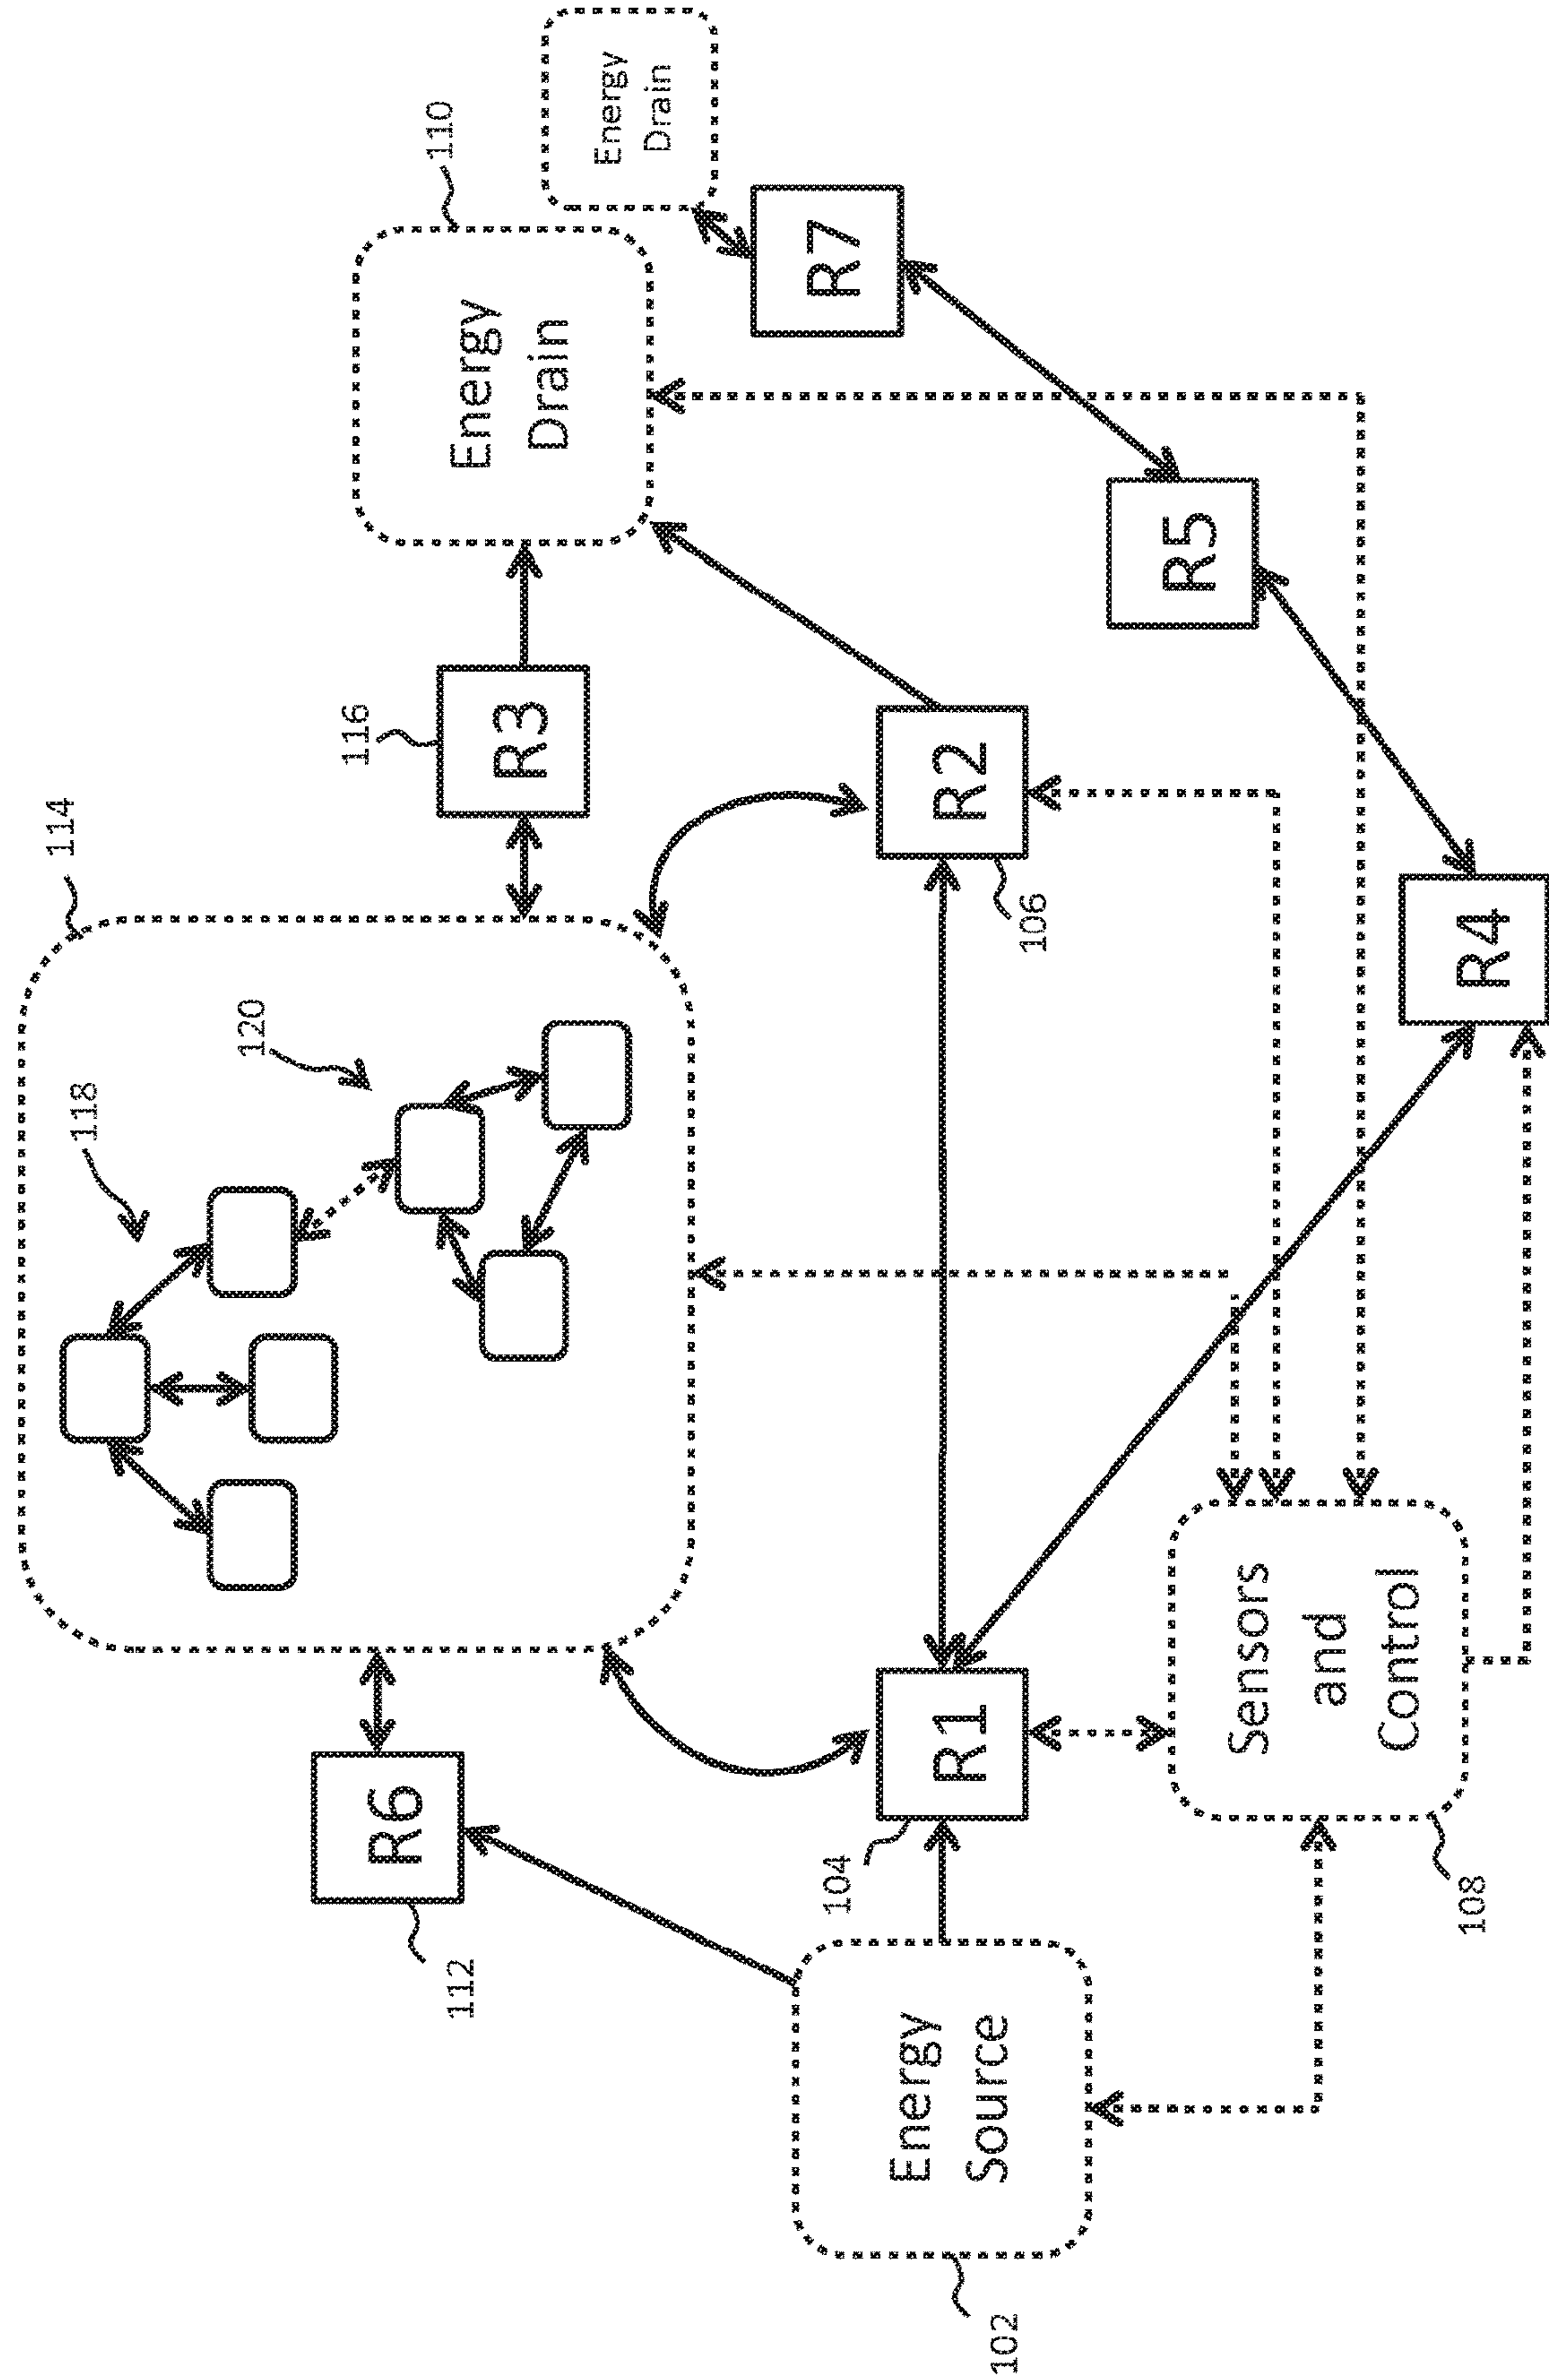 114
118
120
110
116
R3
Energy
Drain
Energy
Drain
112
R6
R7
104
R1
R2
106
Energy
Source
102
R5
Sensors
and
Control
108
R4